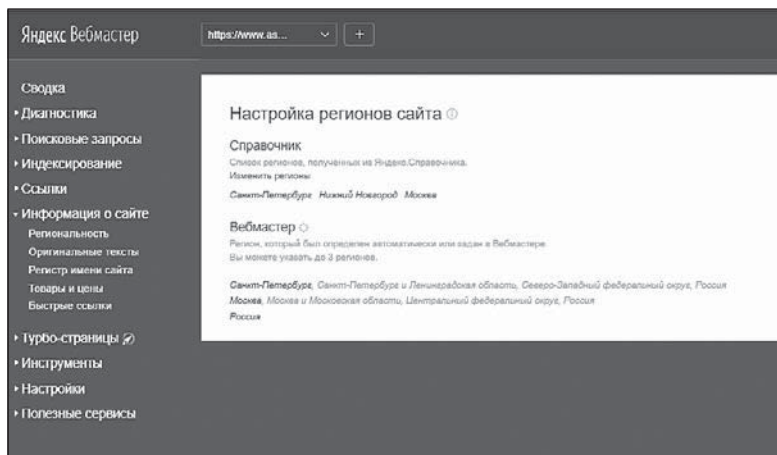 Яндекс Вебмастер
https://www.as...
+
Сводка
Диагностика
Поисковые запросы
Индексирование
Ссылки
Информация о сайте
Региональность
Оригинальные тексты
Регистр имени сайта
Товары и цены
Быстрые ссылки
Турбо-страницы
Инструменты
Настройки
Полезные сервисы
Настройка регионов сайта
Справочник
Список регионов, полученных из Яндекс.Справочника.
Изменить регионы
Санкт-Петербург Нижний Новгород Москва
Вебмастер
Регион, который был определен автоматически или задан в Вебмастере.
Вы можете указать до 3 регионов.
Санкт-Петербург, Санкт-Петербург и Ленинградская область, Северо-Западный федеральный округ, Россия
Москва, Москва и Московская область, Центральный федеральный округ, Россия
Россия